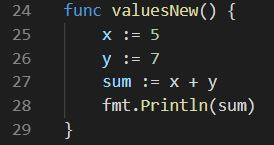 24 func valuesNew() {
25     x := 5
26     y := 7
27     sum := x + y
28     fmt.Println(sum)
29 }